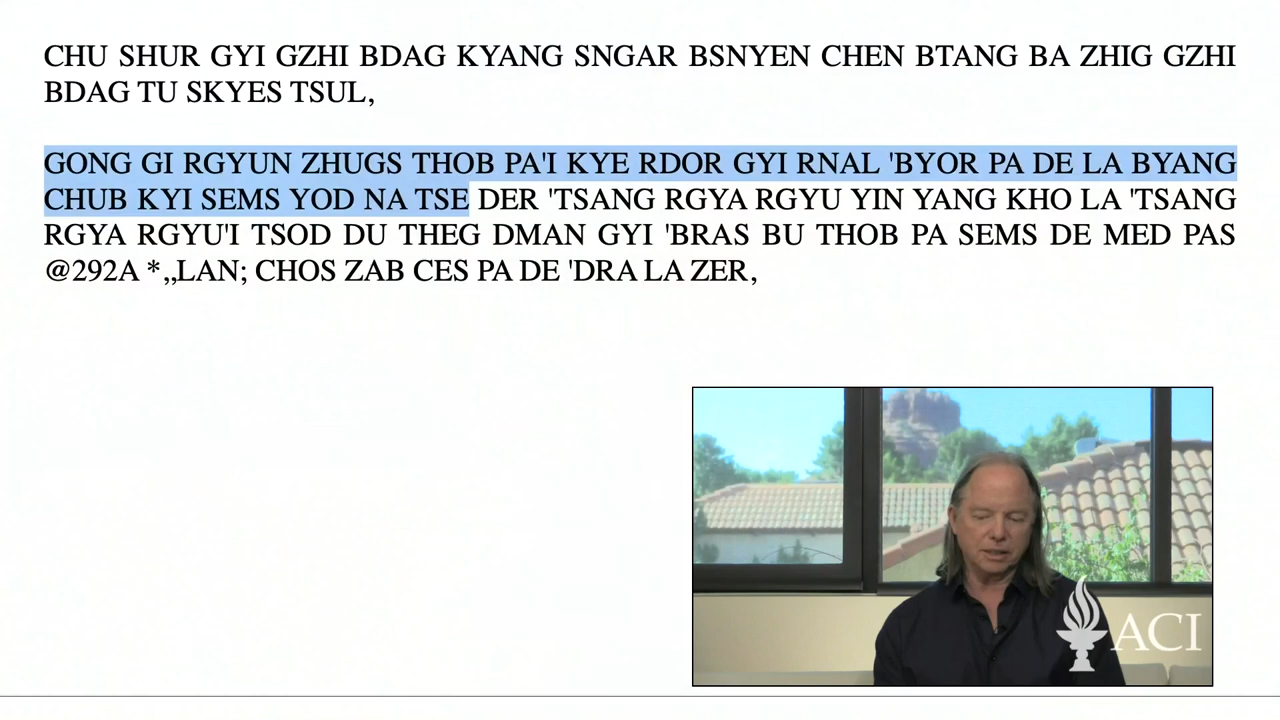 CHU SHUR GYI GZHI BDAG KYANG SNGAR BSNYEN CHEN BTANG BA ZHIG GZHI
BDAG TU SKYES TSUL,
GONG GI RGYUN ZHUGS THOB PA'I KYE RDOR GYI RNAL 'BYOR PA DE LA BYANG
CHUB KYI SEMS YOD NA TSE DER 'TSANG RGYA RGYU YIN YANG KHO LA 'TSANG
RGYA RGYU'I TSOD DU THEG DMAN GYI 'BRAS BU THOB PA SEMS DE MED PAS
@292A *,,LAN; CHOS ZAB CES PA DE 'DRA LA ZER,
ACI